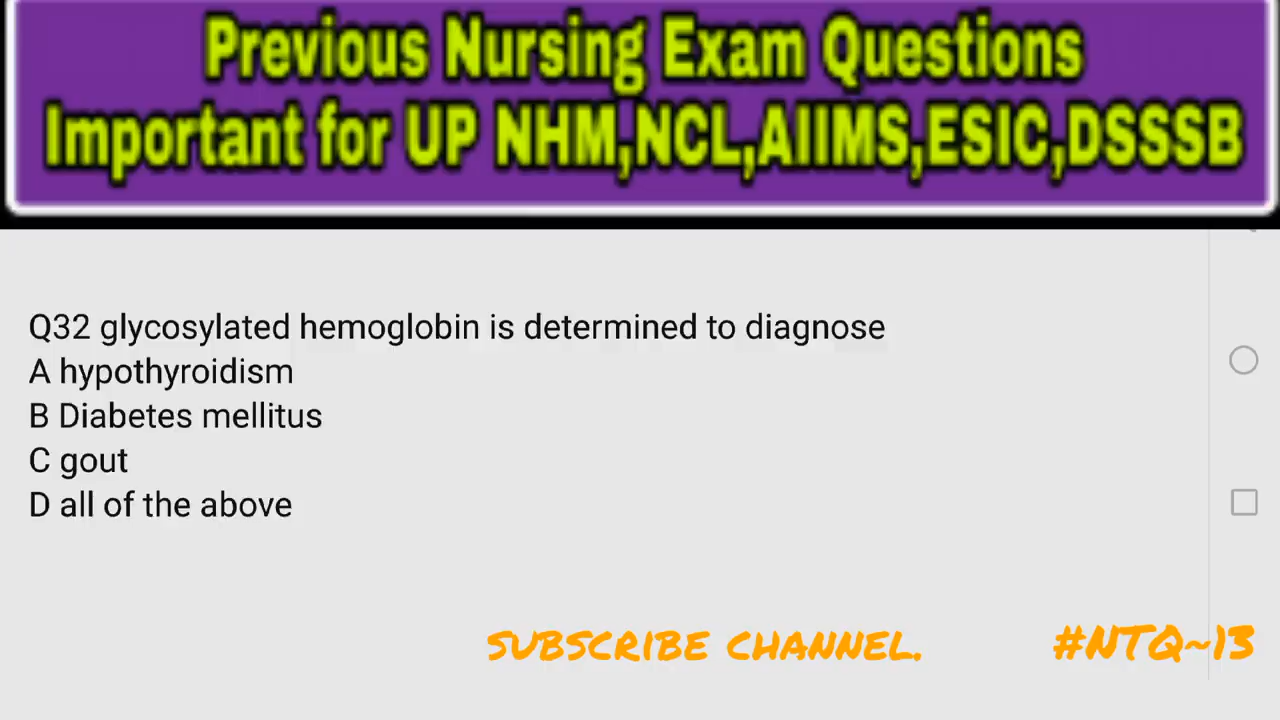 Previous Nursing Exam Questions
Important for UP NHM,NCL,AIIMS,ESIC,DSSSB
Q32 glycosylated hemoglobin is determined to diagnose
A hypothyroidism
B Diabetes mellitus
C gout
D all of the above
SUBSCRIBE CHANNEL. #NTQ~13